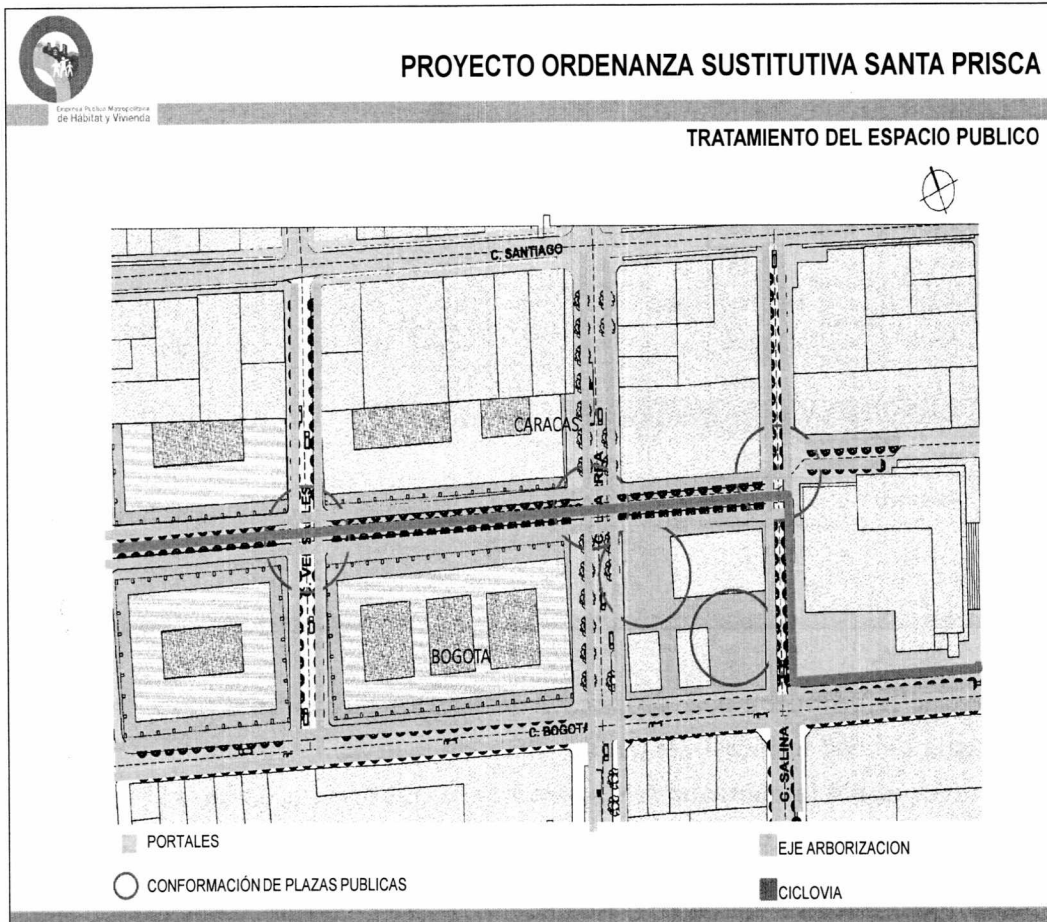 PROYECTO ORDENANZA SUSTITUTIVA SANTA PRISCA
Empresa Pública Metropolitana
de Hábitat y Vivienda
TRATAMIENTO DEL ESPACIO PUBLICO
C. SANTIAGO
CARACAS
BOGOTA
C. BOGOTA
C. SALINA
PORTALES
EJE ARBORIZACION
CONFORMACIÓN DE PLAZAS PUBLICAS
CICLOVIA